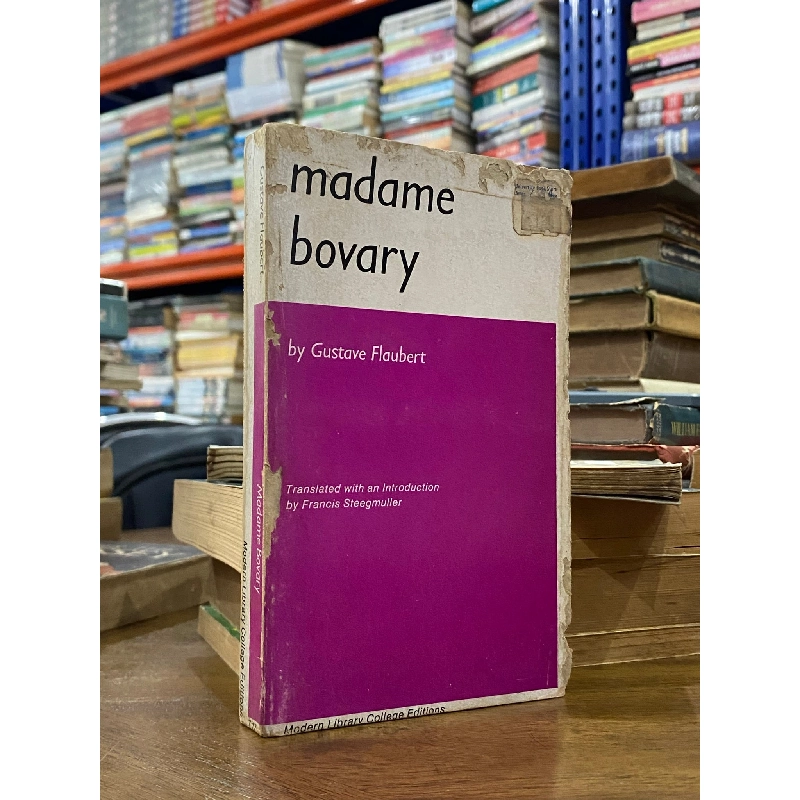 madame
bovary
by Gustave Flaubert
Translated with an Introduction
by Francis Steegmuller
Modern Library College Editions
Gustave Flaubert
Madame Bovary
Modern Library College Editions
WILLIAM